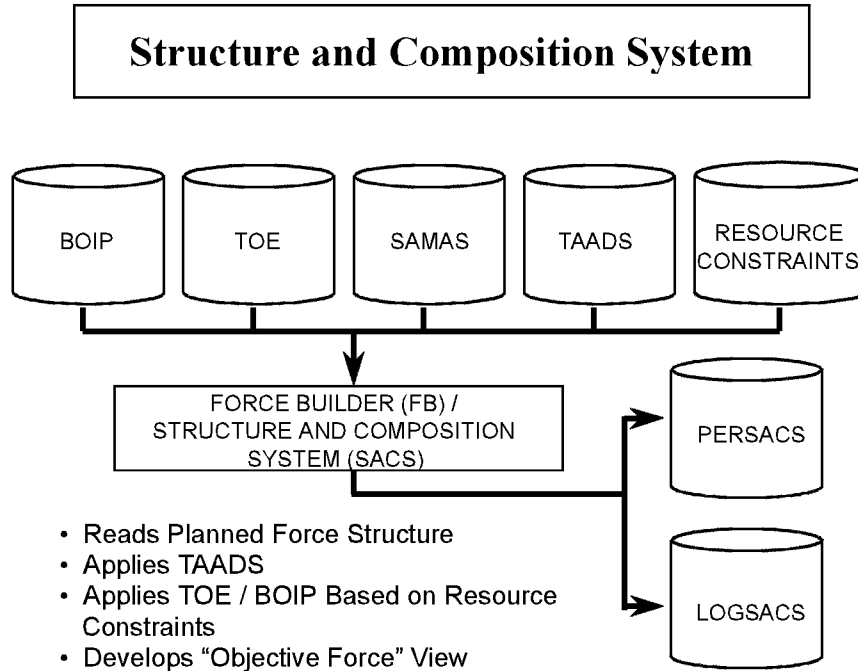 Structure and Composition System
BOIP
TOE
SAMAS
TAADS
RESOURCE
CONSTRAINTS
FORCE BUILDER (FB) /
STRUCTURE AND COMPOSITION
SYSTEM (SACS)
PERSACS
LOGSACS
• Reads Planned Force Structure
• Applies TAADS
• Applies TOE / BOIP Based on Resource
Constraints
• Develops “Objective Force” View